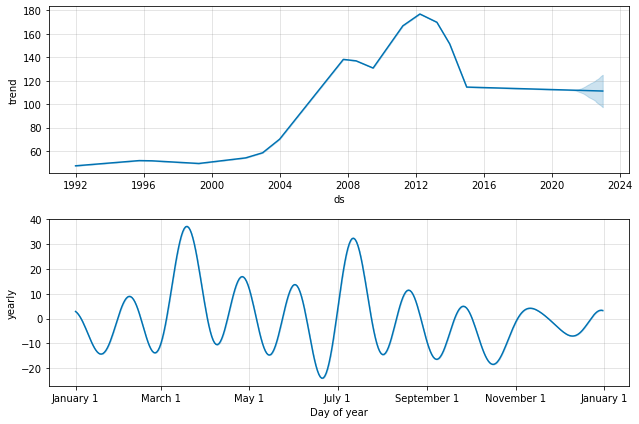 180
160
140
120
100
80
60
trend
1992
1996
2000
2004
2008
2012
2016
2020
2024
ds
40
30
20
10
0
−10
−20
yearly
January 1
March 1
May 1
July 1
September 1
November 1
January 1
Day of year